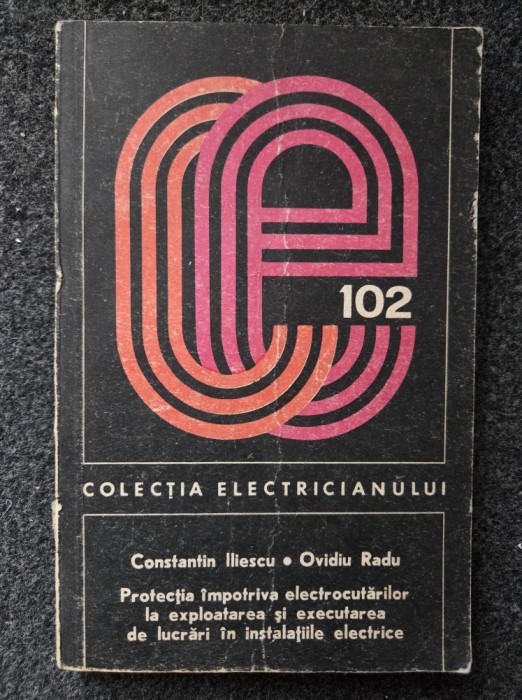 ce
102
COLECȚIA ELECTRICIANULUI
Constantin Iliescu • Ovidiu Radu
Protecția împotriva electrocutărilor
la exploatarea și executarea
de lucrări în instalațiile electrice